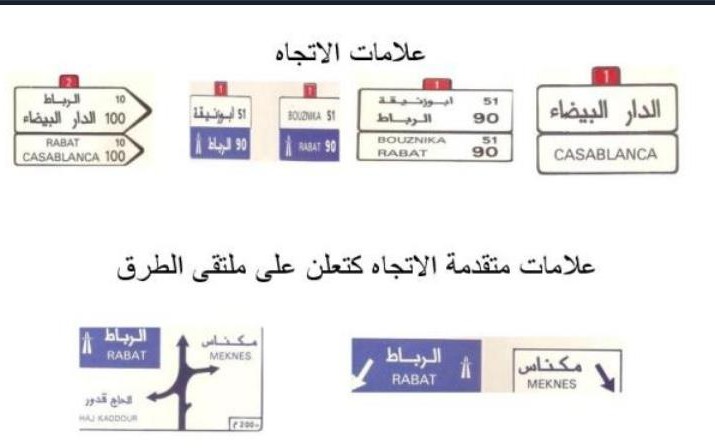 علامات الاتجاه
2
الرباط 10
الدار البيضاء 100
RABAT 10
CASABLANCA 100
1
ابوزنيقة 51
الرباط 90
1
BOUZNIKA 51
RABAT 90
1
ابوزنيقة 51
الرباط 90
BOUZNIKA 51
RABAT 90
1
الدار البيضاء
CASABLANCA
علامات متقدمة الاتجاه كتعلن على ملتقى الطرق
الرباط
RABAT
مكناس
MEKNES
الحاج قدور
HAJ KADDOUR
200 م
الرباط
RABAT
مكناس
MEKNES